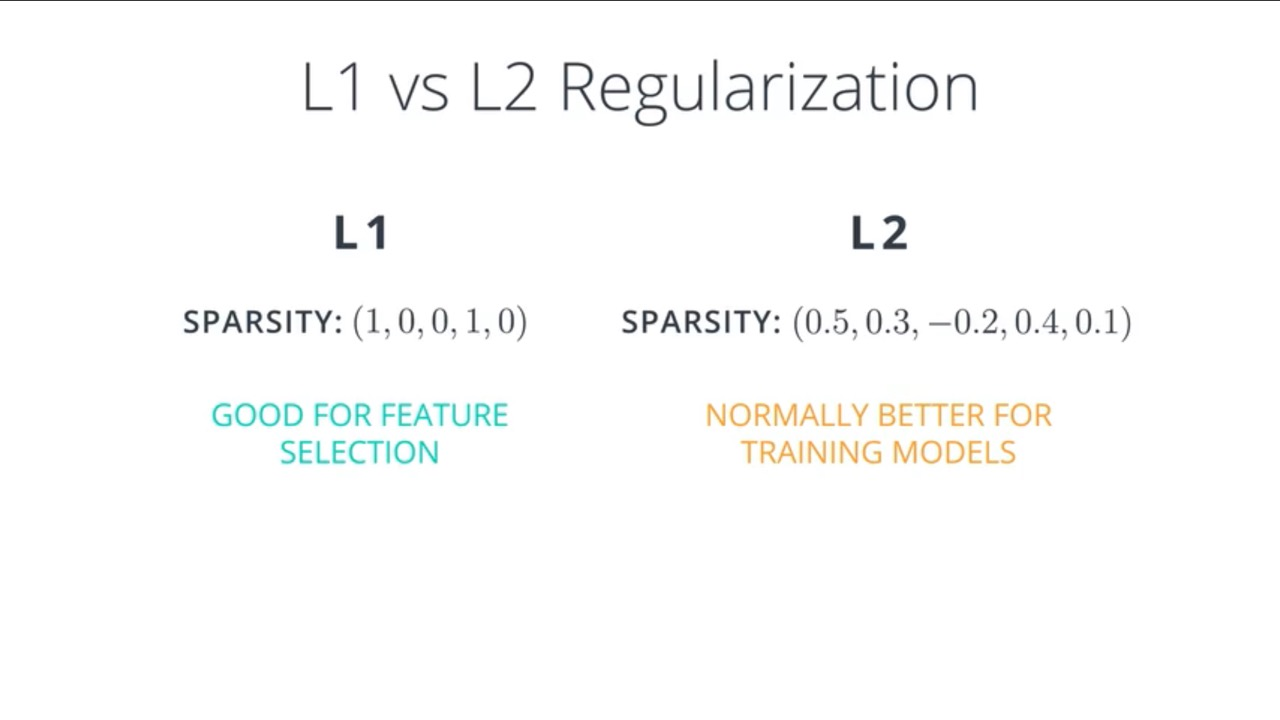 L1 vs L2 Regularization
L1
SPARSITY: (1, 0, 0, 1, 0)
GOOD FOR FEATURE
SELECTION
L2
SPARSITY: (0.5, 0.3, −0.2, 0.4, 0.1)
NORMALLY BETTER FOR
TRAINING MODELS